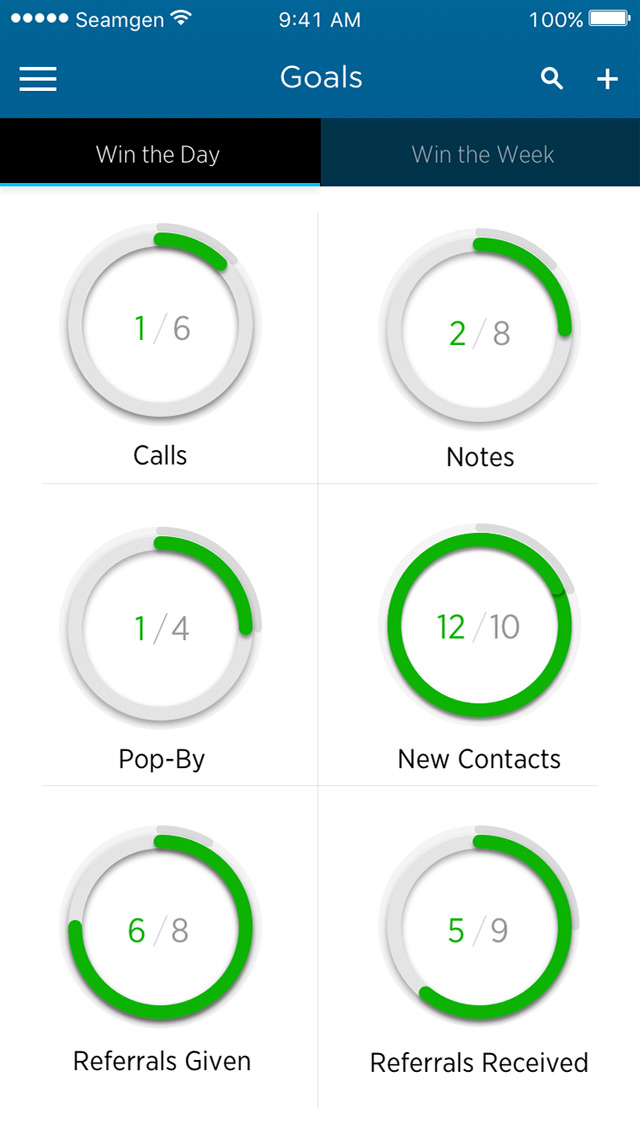 Seamgen 9:41 AM 100%
Goals
Win the Day Win the Week
1/6 2/8
Calls Notes
1/4 12/10
Pop-By New Contacts
6/8 5/9
Referrals Given Referrals Received